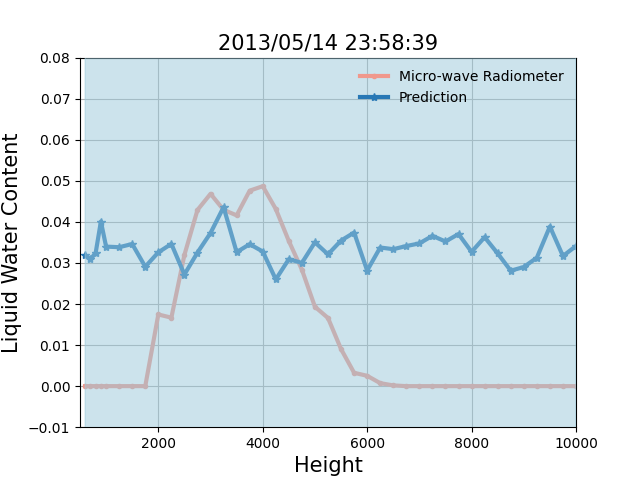 2013/05/14 23:58:39
Micro-wave Radiometer
Prediction
Liquid Water Content
0.08
0.07
0.06
0.05
0.04
0.03
0.02
0.01
0.00
−0.01
2000 4000 6000 8000 10000
Height